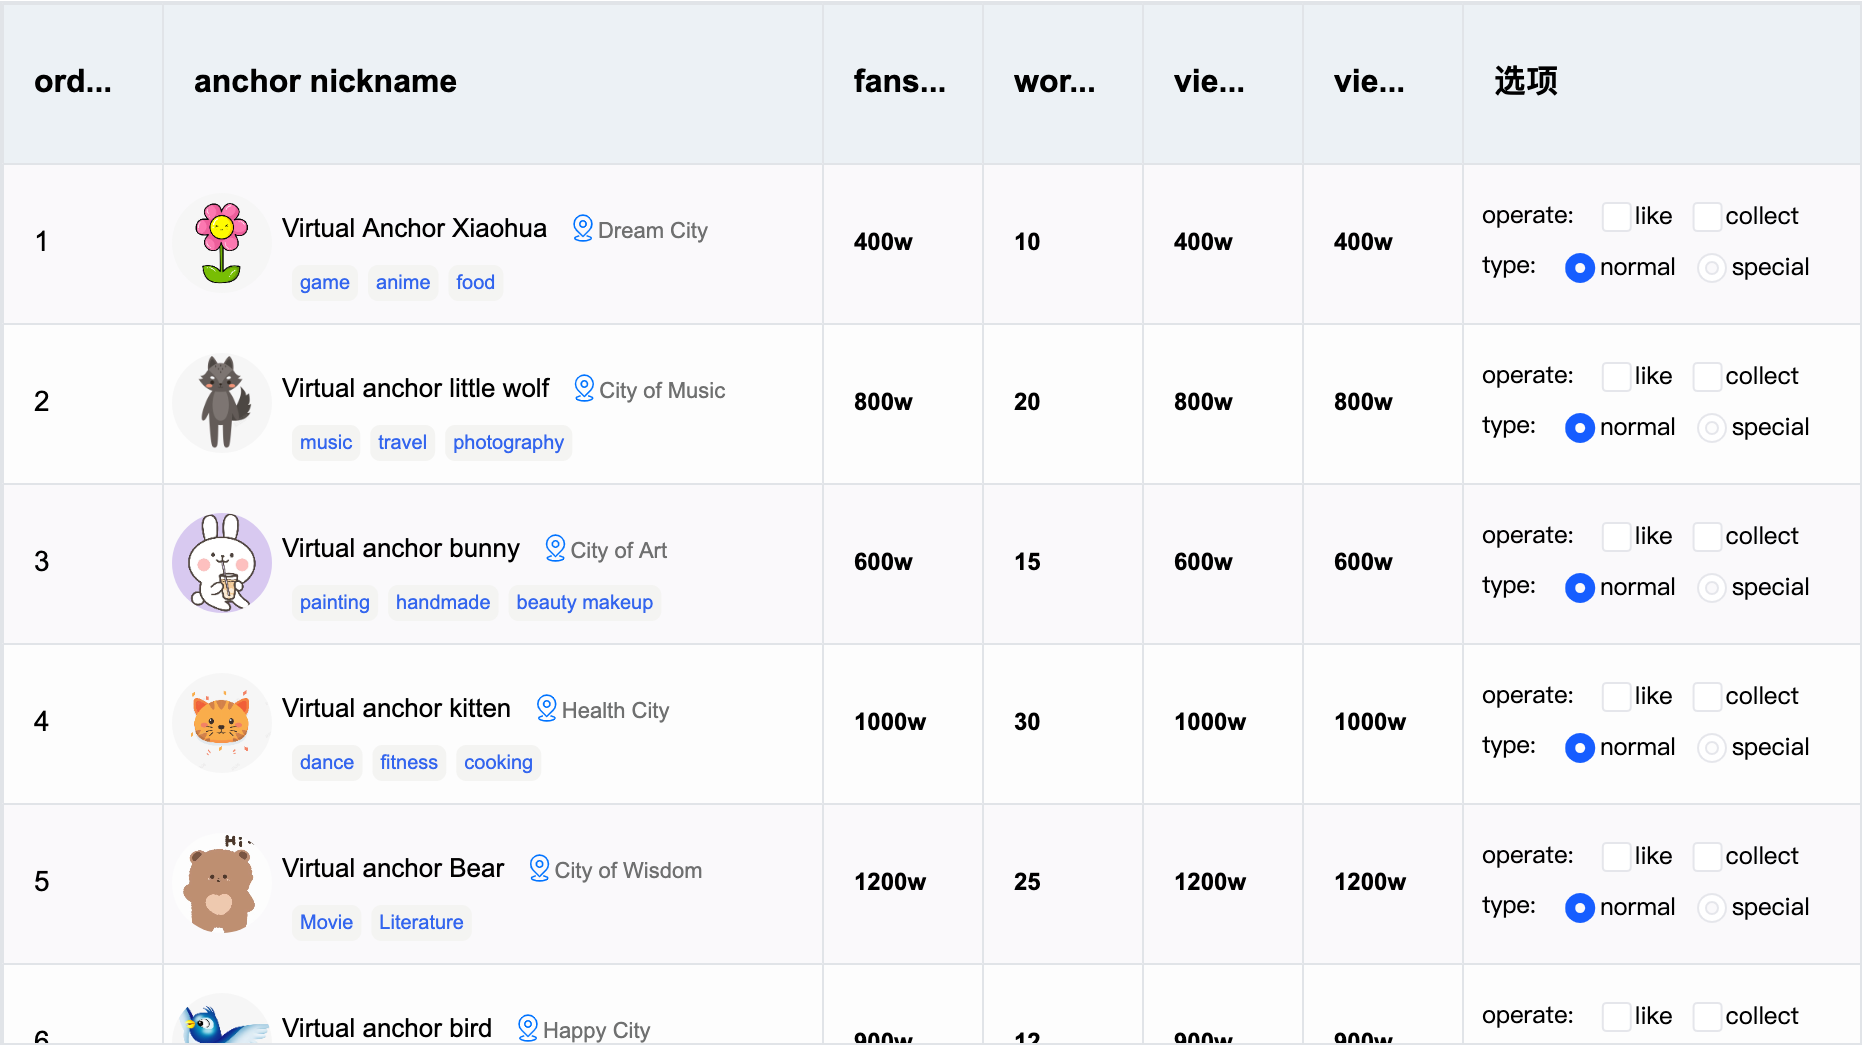 ord... anchor nickname fans... wor... vie... vie... 选项
Virtual Anchor Xiaohua Dream City operate: like collect
1 400w 10 400w 400w
game anime food type: normal special
Virtual anchor little wolf City of Music operate: like collect
2 800w 20 800w 800w
music travel photography type: normal special
Virtual anchor bunny City of Art operate: like collect
3 600w 15 600w 600w
painting handmade beauty makeup type: normal special
Virtual anchor kitten Health City operate: like collect
4 1000w 30 1000w 1000w
dance fitness cooking type: normal special
Hi
Virtual anchor Bear City of Wisdom operate: like collect
5 1200w 25 1200w 1200w
Movie Literature type: normal special
Virtual anchor bird Happy City operate: like collect
6 900w 12 900w 900w